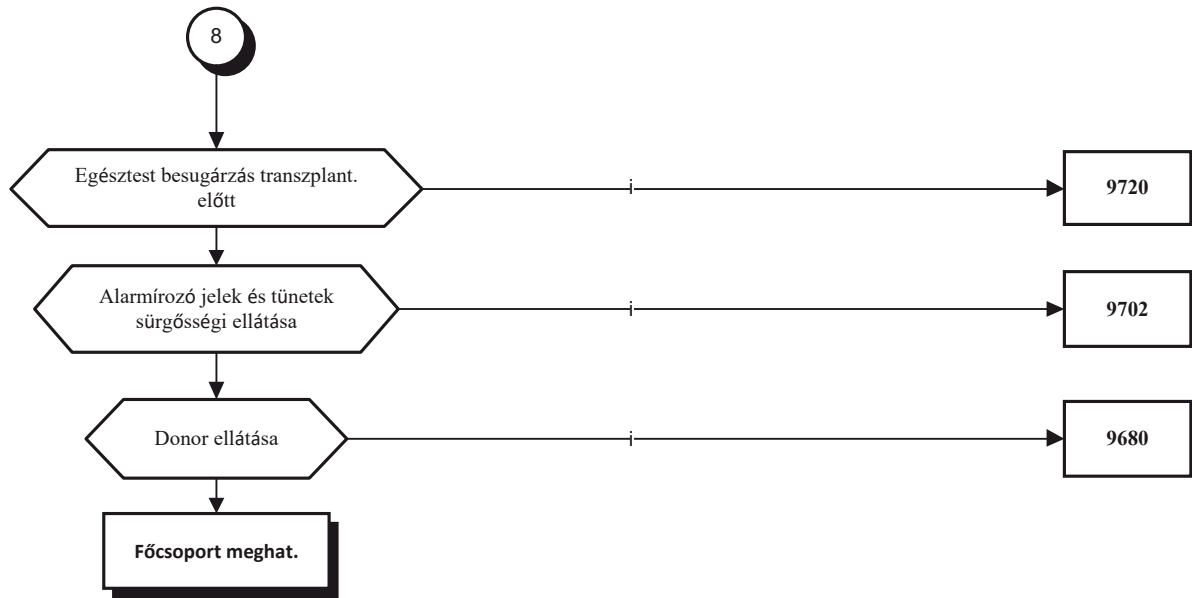 8
Egésztest besugárzás transzplant.
előtt
i
9720
Alarmírozó jelek és tünetek
sürgősségi ellátása
i
9702
Donor ellátása
i
9680
Főcsoport meghat.